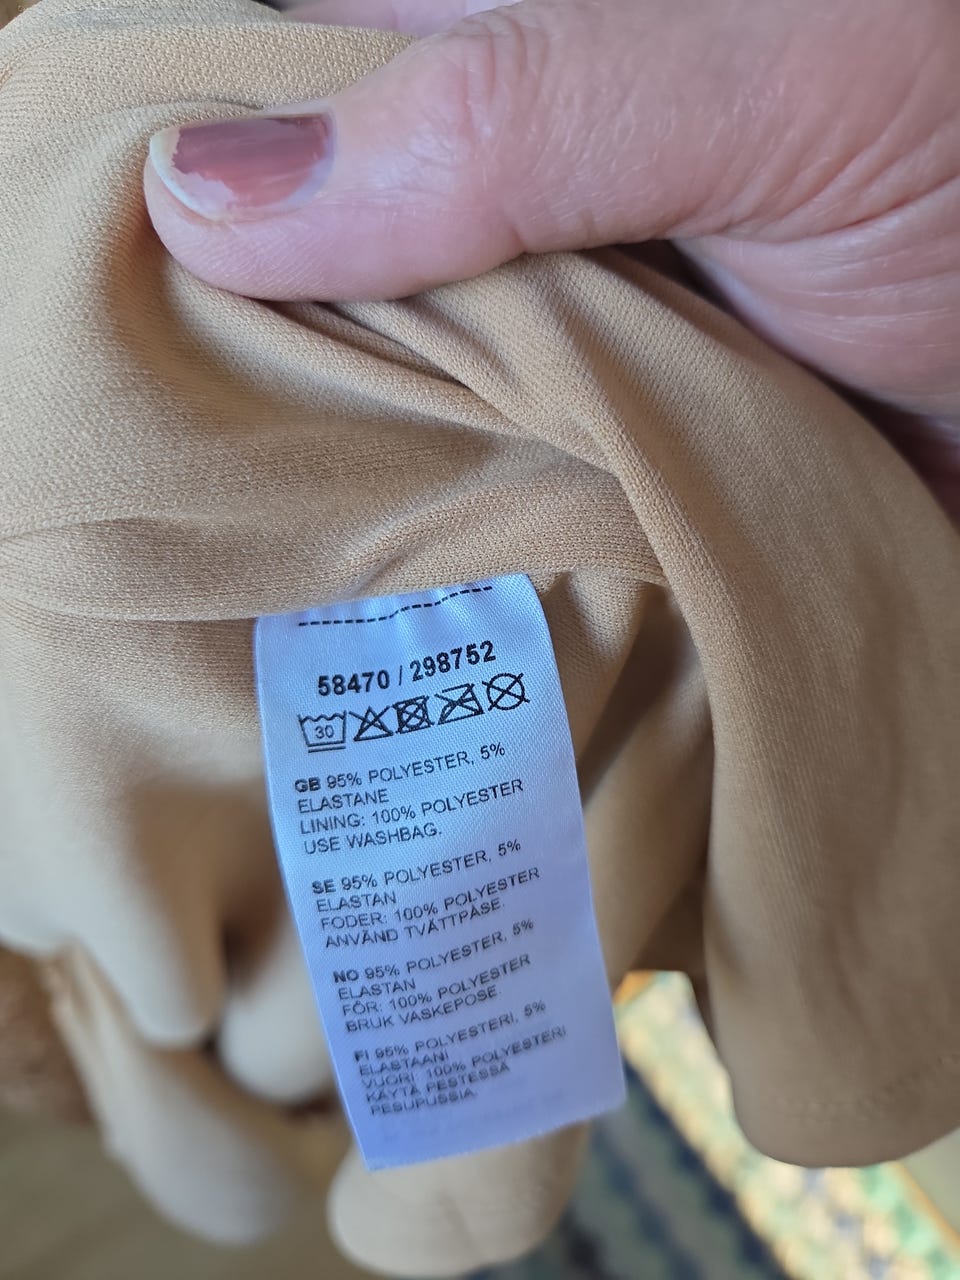 58470 / 298752
30
GB 95% POLYESTER, 5%
ELASTANE
LINING: 100% POLYESTER
USE WASHBAG.
SE 95% POLYESTER, 5%
ELASTAN
FODER: 100% POLYESTER
ANVÄND TVÄTTPÅSE.
NO 95% POLYESTER, 5%
ELASTAN
FÔR: 100% POLYESTER
BRUK VASKEPOSE.
FI 95% POLYESTERI, 5%
ELASTAANI
VUORI: 100% POLYESTERI
KÄYTÄ PESTESSÄ
PESUPUSSIA.